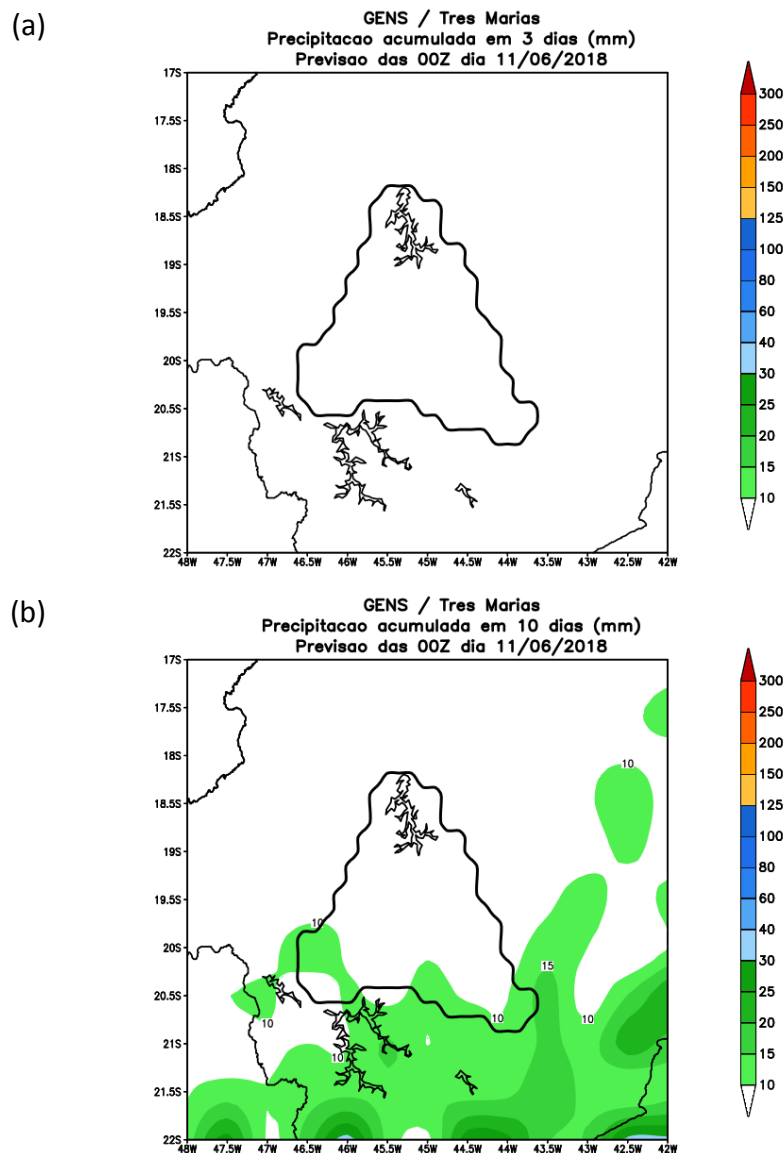 (a)
GENS / Tres Marias
Precipitacao acumulada em 3 dias (mm)
Previsao das 00Z dia 11/06/2018
17S
17.5S
18S
18.5S
19S
19.5S
20S
20.5S
21S
21.5S
22S
48W 47.5W 47W 46.5W 46W 45.5W 45W 44.5W 44W 43.5W 43W 42.5W 42W
300
250
200
150
125
100
80
60
40
30
25
20
15
10
(b)
GENS / Tres Marias
Precipitacao acumulada em 10 dias (mm)
Previsao das 00Z dia 11/06/2018
17S
17.5S
18S
18.5S
19S
19.5S
20S
20.5S
21S
21.5S
22S
10
10
15
10
10
10
10
48W 47.5W 47W 46.5W 46W 45.5W 45W 44.5W 44W 43.5W 43W 42.5W 42W
300
250
200
150
125
100
80
60
40
30
25
20
15
10